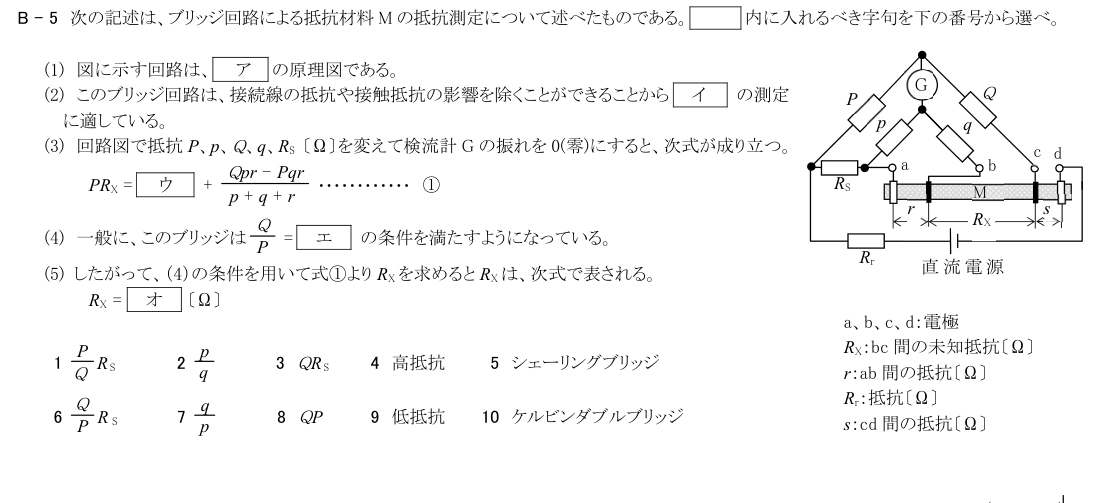 B－5 次の記述は、ブリッジ回路による抵抗材料 M の抵抗測定について述べたものである。　　　内に入れるべき字句を下の番号から選べ。
(1) 図に示す回路は、 ア の原理図である。
(2) このブリッジ回路は、接続線の抵抗や接触抵抗の影響を除くことができることから イ の測定
に適している。
(3) 回路図で抵抗 P、p、Q、q、RS〔Ω〕を変えて検流計 G の振れを 0(零)にすると、次式が成り立つ。
PRX = ウ + (Qpr − Pqr)/(p + q + r) ………… ①
(4) 一般に、このブリッジは Q/P = エ の条件を満たすようになっている。
(5) したがって、(4)の条件を用いて式①より RX を求めると RX は、次式で表される。
RX = オ 〔Ω〕
1 P/Q RS 2 p/q 3 QRS 4 高抵抗 5 シェーリングブリッジ
6 Q/P RS 7 q/p 8 QP 9 低抵抗 10 ケルビンダブルブリッジ
G
P Q
p q
a b c d
RS M
r RX s
Rr 直流電源
a、b、c、d：電極
RX：bc 間の未知抵抗〔Ω〕
r：ab 間の抵抗〔Ω〕
Rr：抵抗〔Ω〕
s：cd 間の抵抗〔Ω〕